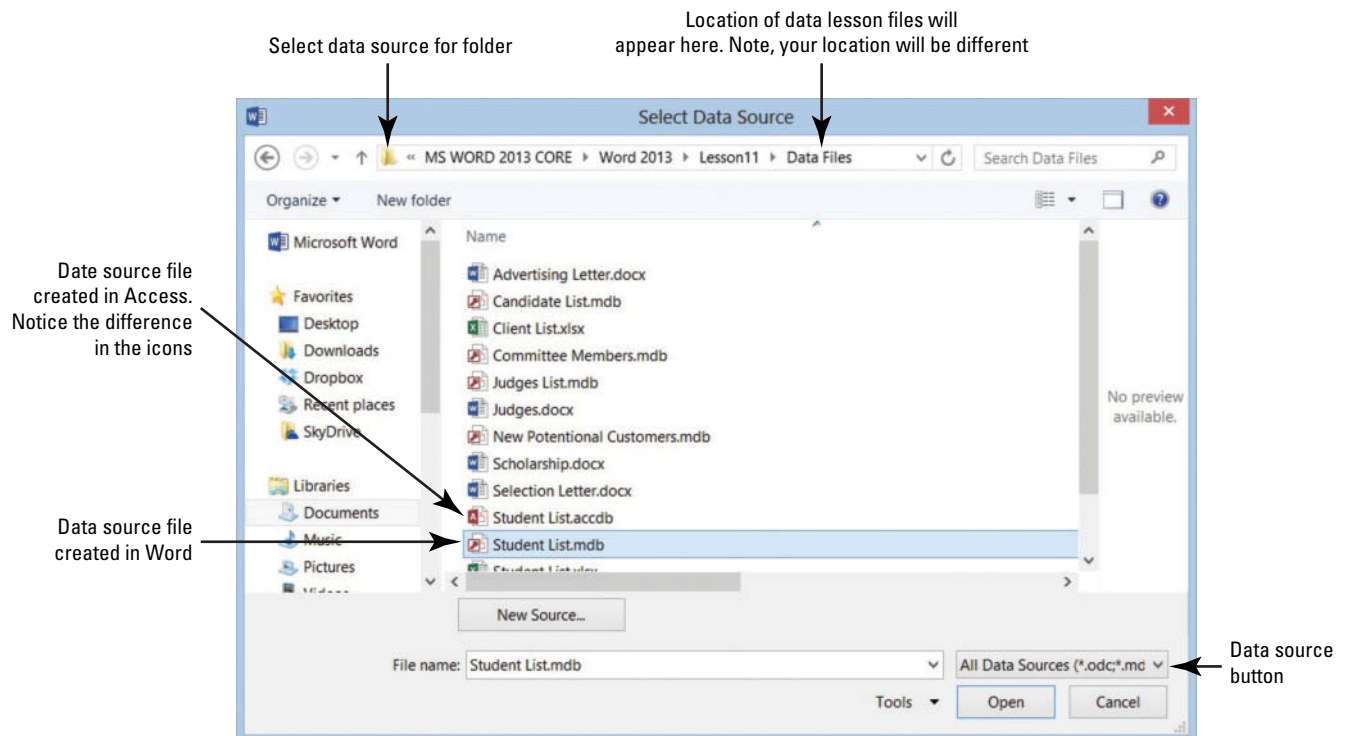 Select data source for folder
Location of data lesson files will
appear here. Note, your location will be different
Select Data Source
« MS WORD 2013 CORE ▸ Word 2013 ▸ Lesson11 ▸ Data Files
Search Data Files
Organize
New folder
Microsoft Word
Favorites
Desktop
Downloads
Dropbox
Recent places
SkyDrive
Libraries
Documents
Music
Pictures
Videos
Name
Advertising Letter.docx
Candidate List.mdb
Client List.xlsx
Committee Members.mdb
Judges List.mdb
Judges.docx
New Potentional Customers.mdb
Scholarship.docx
Selection Letter.docx
Student List.accdb
Student List.mdb
Student List.xlsx
No preview
available.
Date source file
created in Access.
Notice the difference
in the icons
Data source file
created in Word
New Source...
File name: Student List.mdb
All Data Sources (*.odc;*.md
Data source
button
Tools
Open
Cancel